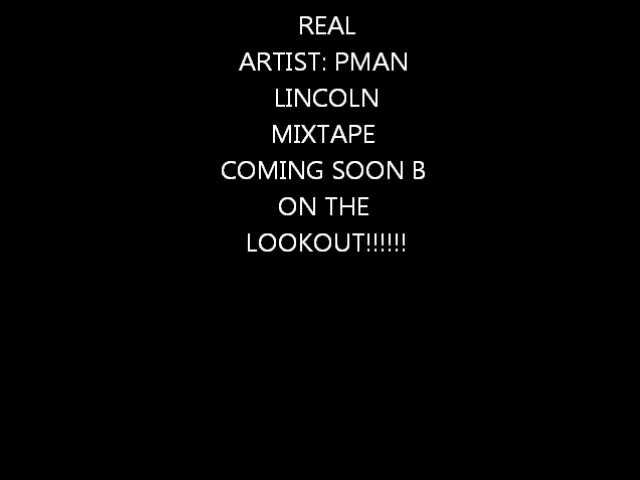 REAL
ARTIST: PMAN
LINCOLN
MIXTAPE
COMING SOON B
ON THE
LOOKOUT!!!!!!